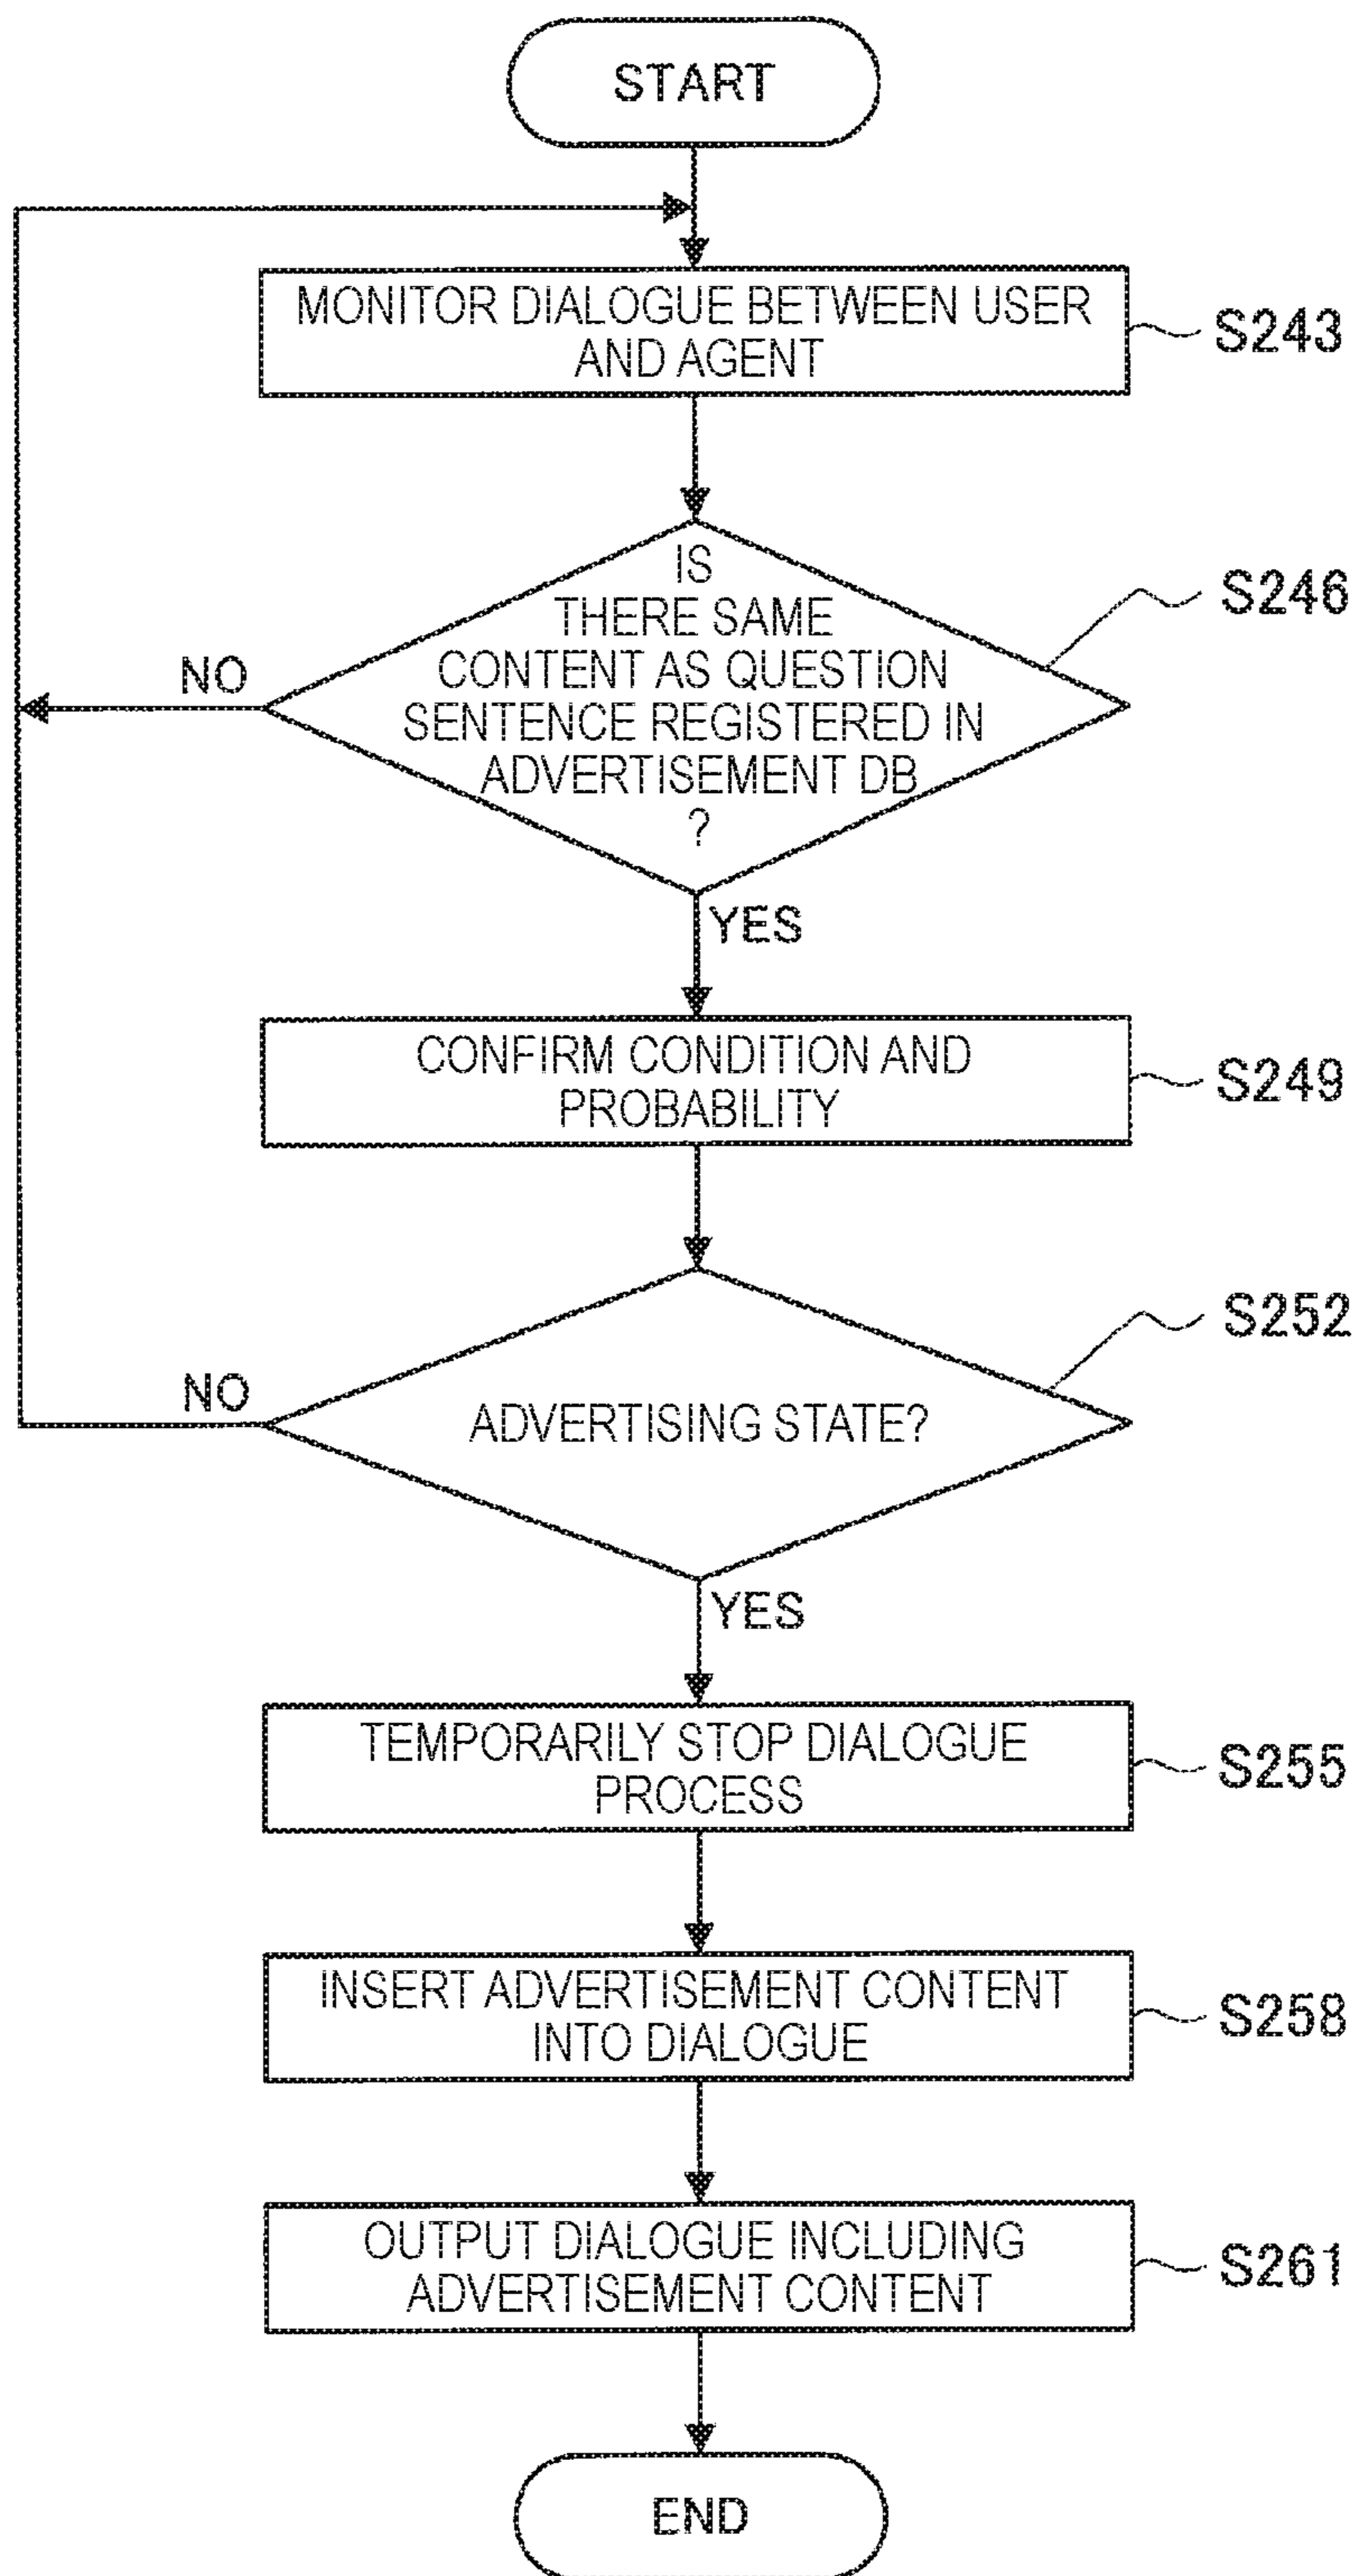 START
MONITOR DIALOGUE BETWEEN USER
AND AGENT
S243
IS
THERE SAME
CONTENT AS QUESTION
SENTENCE REGISTERED IN
ADVERTISEMENT DB
?
S246
NO
YES
CONFIRM CONDITION AND
PROBABILITY
S249
ADVERTISING STATE?
S252
NO
YES
TEMPORARILY STOP DIALOGUE
PROCESS
S255
INSERT ADVERTISEMENT CONTENT
INTO DIALOGUE
S258
OUTPUT DIALOGUE INCLUDING
ADVERTISEMENT CONTENT
S261
END